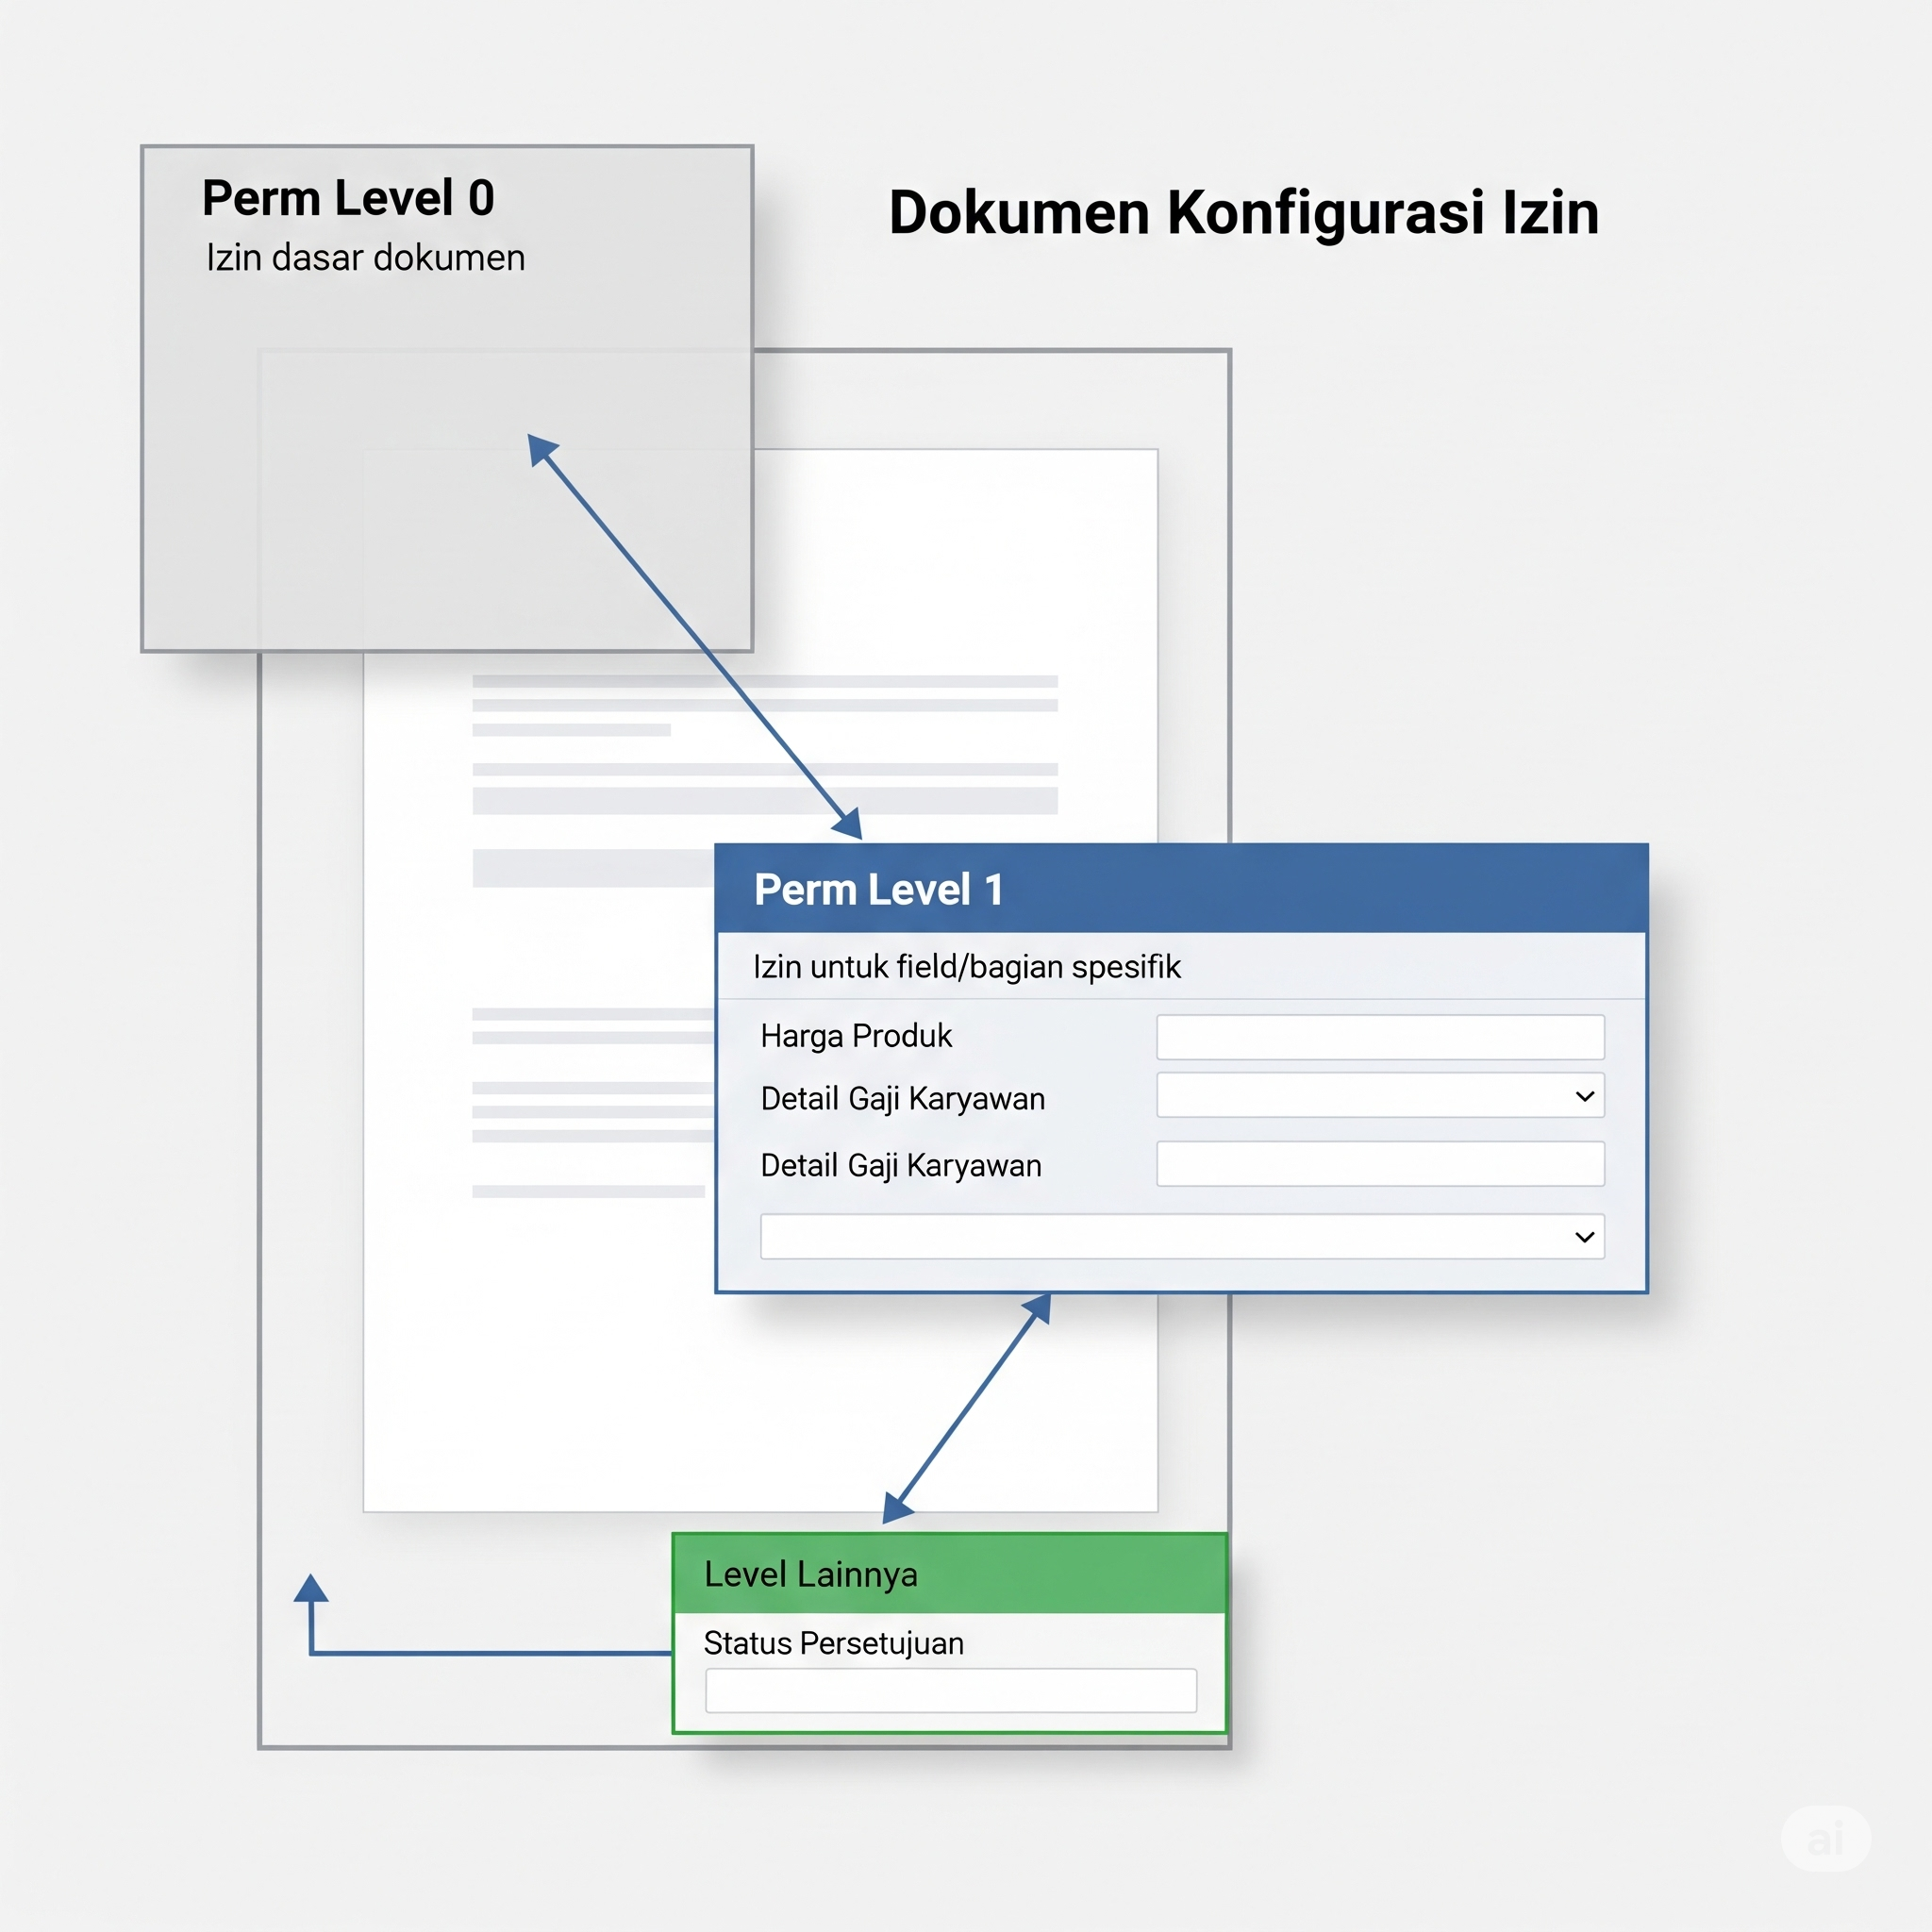 Perm Level 0
Izin dasar dokumen
Dokumen Konfigurasi Izin
Perm Level 1
Izin untuk field/bagian spesifik
Harga Produk
Detail Gaji Karyawan
Detail Gaji Karyawan
Level Lainnya
Status Persetujuan
ai